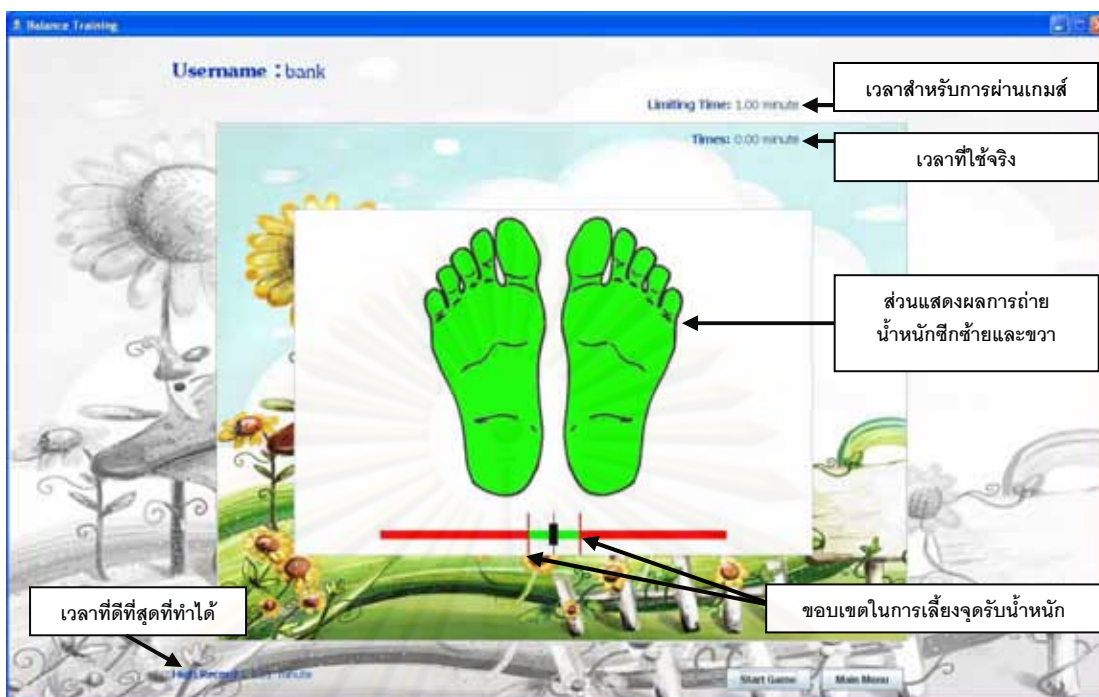 Balance Training
Username : bank
เวลาสำหรับการผ่านเกมส์
Limiting Time: 1.00 minute
Times: 0.00 minute
เวลาที่ใช้จริง
ส่วนแสดงผลการถ่าย
น้ำหนักซีกซ้ายและขวา
เวลาที่ดีที่สุดที่ทำได้
ขอบเขตในการเลี้ยงจุดรับน้ำหนัก
High Record minute
Start Game
Main Menu